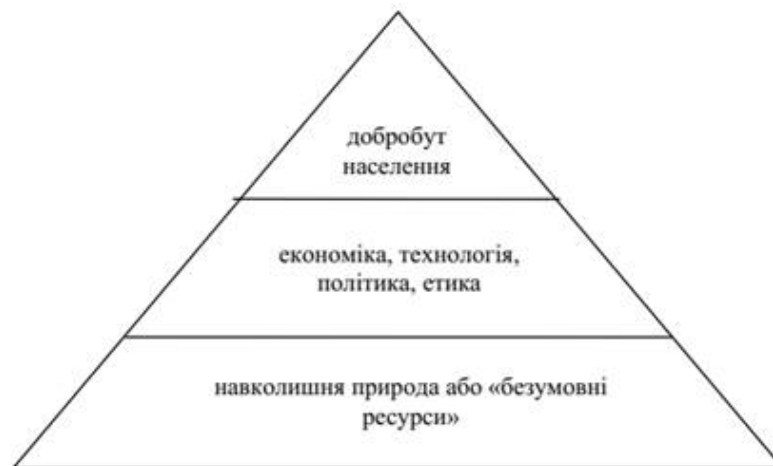 добробут
населення
економіка, технологія,
політика, етика
навколишня природа або «безумовні
ресурси»